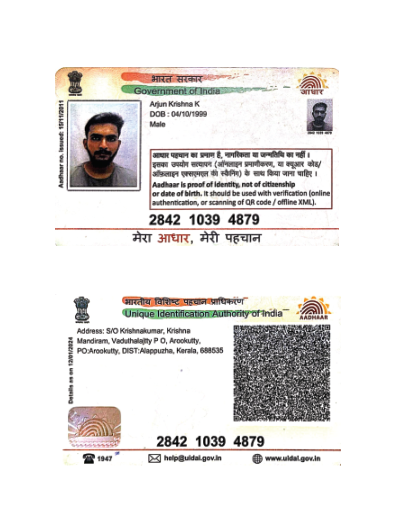 भारत सरकार
Government of India
आधार
Aadhaar no. issued: 15/11/2011
Arjun Krishna K
DOB : 04/10/1999
Male
आधार पहचान का प्रमाण है, नागरिकता या जन्मतिथि का नहीं ।
इसका उपयोग सत्यापन (ऑनलाइन प्रमाणीकरण, या क्यूआर कोड/
ऑफ़लाइन एक्सएमएल की स्कैनिंग) के साथ किया जाना चाहिए ।
Aadhaar is proof of identity, not of citizenship
or date of birth. It should be used with verification (online
authentication, or scanning of QR code / offline XML).
2842 1039 4879
मेरा आधार, मेरी पहचान
भारतीय विशिष्ट पहचान प्राधिकरण
Unique Identification Authority of India
AADHAAR
Details as on 12/01/2024
Address: S/O Krishnakumar, Krishna
Mandiram, Vaduthalajtty P O, Arookutty,
PO:Arookutty, DIST:Alappuzha, Kerala, 688535
2842 1039 4879
1947
help@uidai.gov.in
www.uidai.gov.in